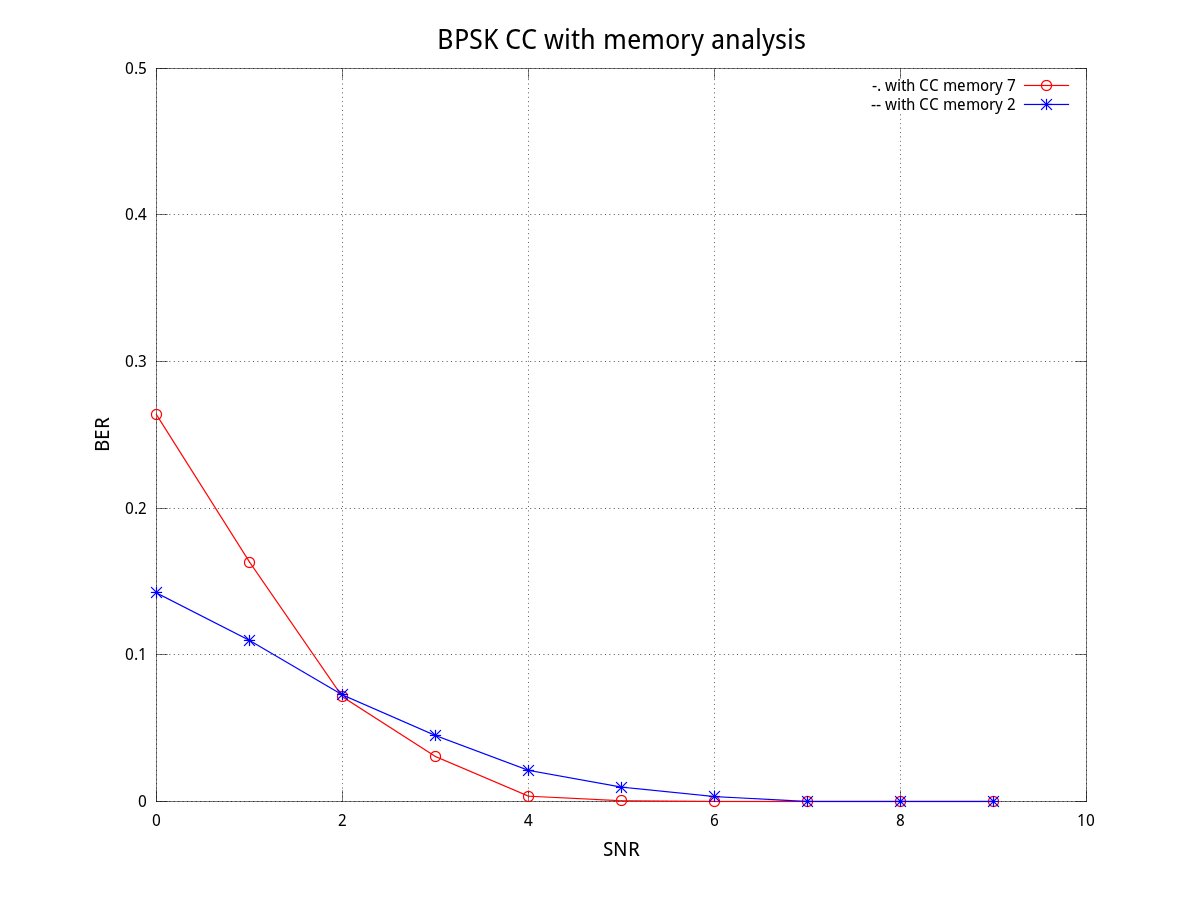 BPSK CC with memory analysis
-. with CC memory 7
-- with CC memory 2
0.5
0.4
0.3
0.2
0.1
0
BER
0 2 4 6 8 10
SNR